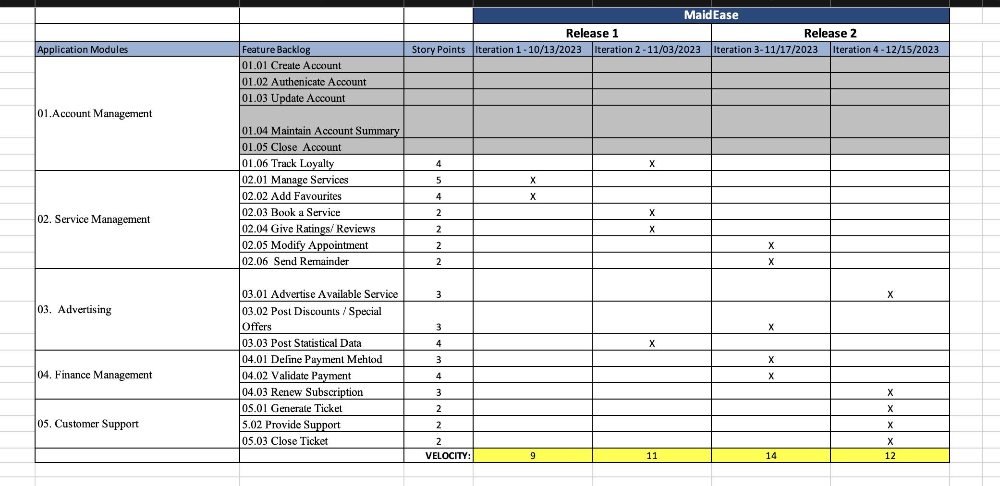 MaidEase
Release 1 Release 2
Application Modules Feature Backlog Story Points Iteration 1 - 10/13/2023 Iteration 2 - 11/03/2023 Iteration 3- 11/17/2023 Iteration 4 - 12/15/2023
01.01 Create Account
01.02 Authenicate Account
01.03 Update Account
01.Account Management
01.04 Maintain Account Summary
01.05 Close  Account
01.06 Track Loyalty 4 X
02.01 Manage Services 5 X
02.02 Add Favourites 4 X
02.03 Book a Service 2 X
02. Service Management
02.04 Give Ratings/ Reviews 2 X
02.05 Modify Appointment 2 X
02.06  Send Remainder 2 X
03.01 Advertise Available Service 3 X
03.  Advertising
03.02 Post Discounts / Special
Offers 3 X
03.03 Post Statistical Data 4 X
04.01 Define Payment Mehtod 3 X
04. Finance Management
04.02 Validate Payment 4 X
04.03 Renew Subscription 3 X
05.01 Generate Ticket 2 X
05. Customer Support
5.02 Provide Support 2 X
05.03 Close Ticket 2 X
VELOCITY: 9 11 14 12